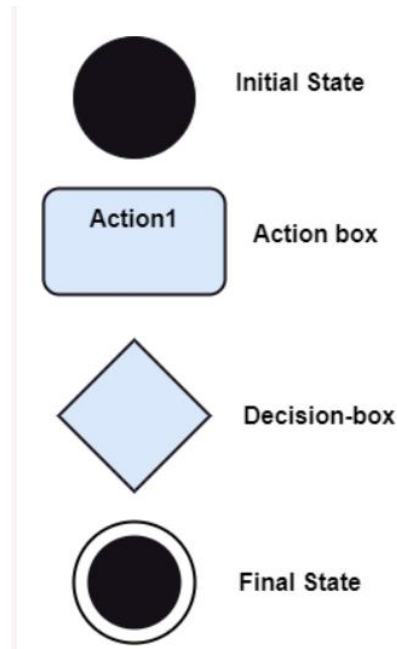 Initial State
Action1
Action box
Decision-box
Final State